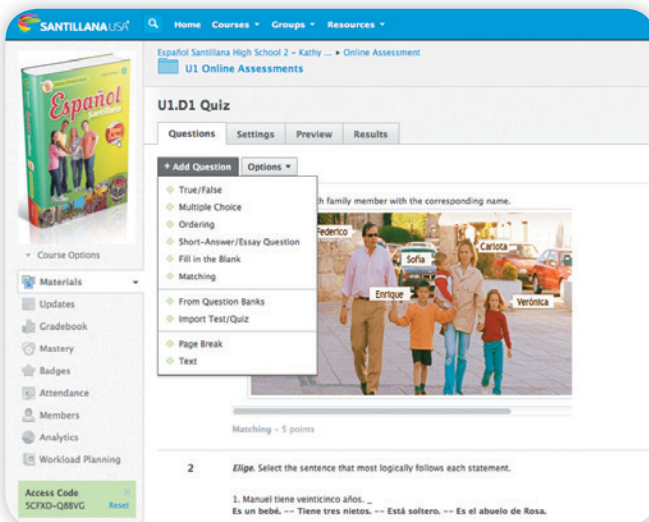 SANTILLANA USA
Home Courses Groups Resources
Español Santillana High School 2 – Kathy ... ▸ Online Assessment
U1 Online Assessments
Español
Santillana
Course Options
Materials
Updates
Gradebook
Mastery
Badges
Attendance
Members
Analytics
Workload Planning
Access Code
5CFXD-Q8BVG Reset
U1.D1 Quiz
Questions Settings Preview Results
+ Add Question Options
True/False
Multiple Choice
Ordering
Short-Answer/Essay Question
Fill in the Blank
Matching
From Question Banks
Import Test/Quiz
Page Break
Text
family member with the corresponding name.
Federico
Sofía
Carlota
Enrique
Verónica
Matching – 5 points
2 Elige. Select the sentence that most logically follows each statement.
1. Manuel tiene veinticinco años. _
Es un bebé. -- Tiene tres nietos. -- Está soltero. -- Es el abuelo de Rosa.